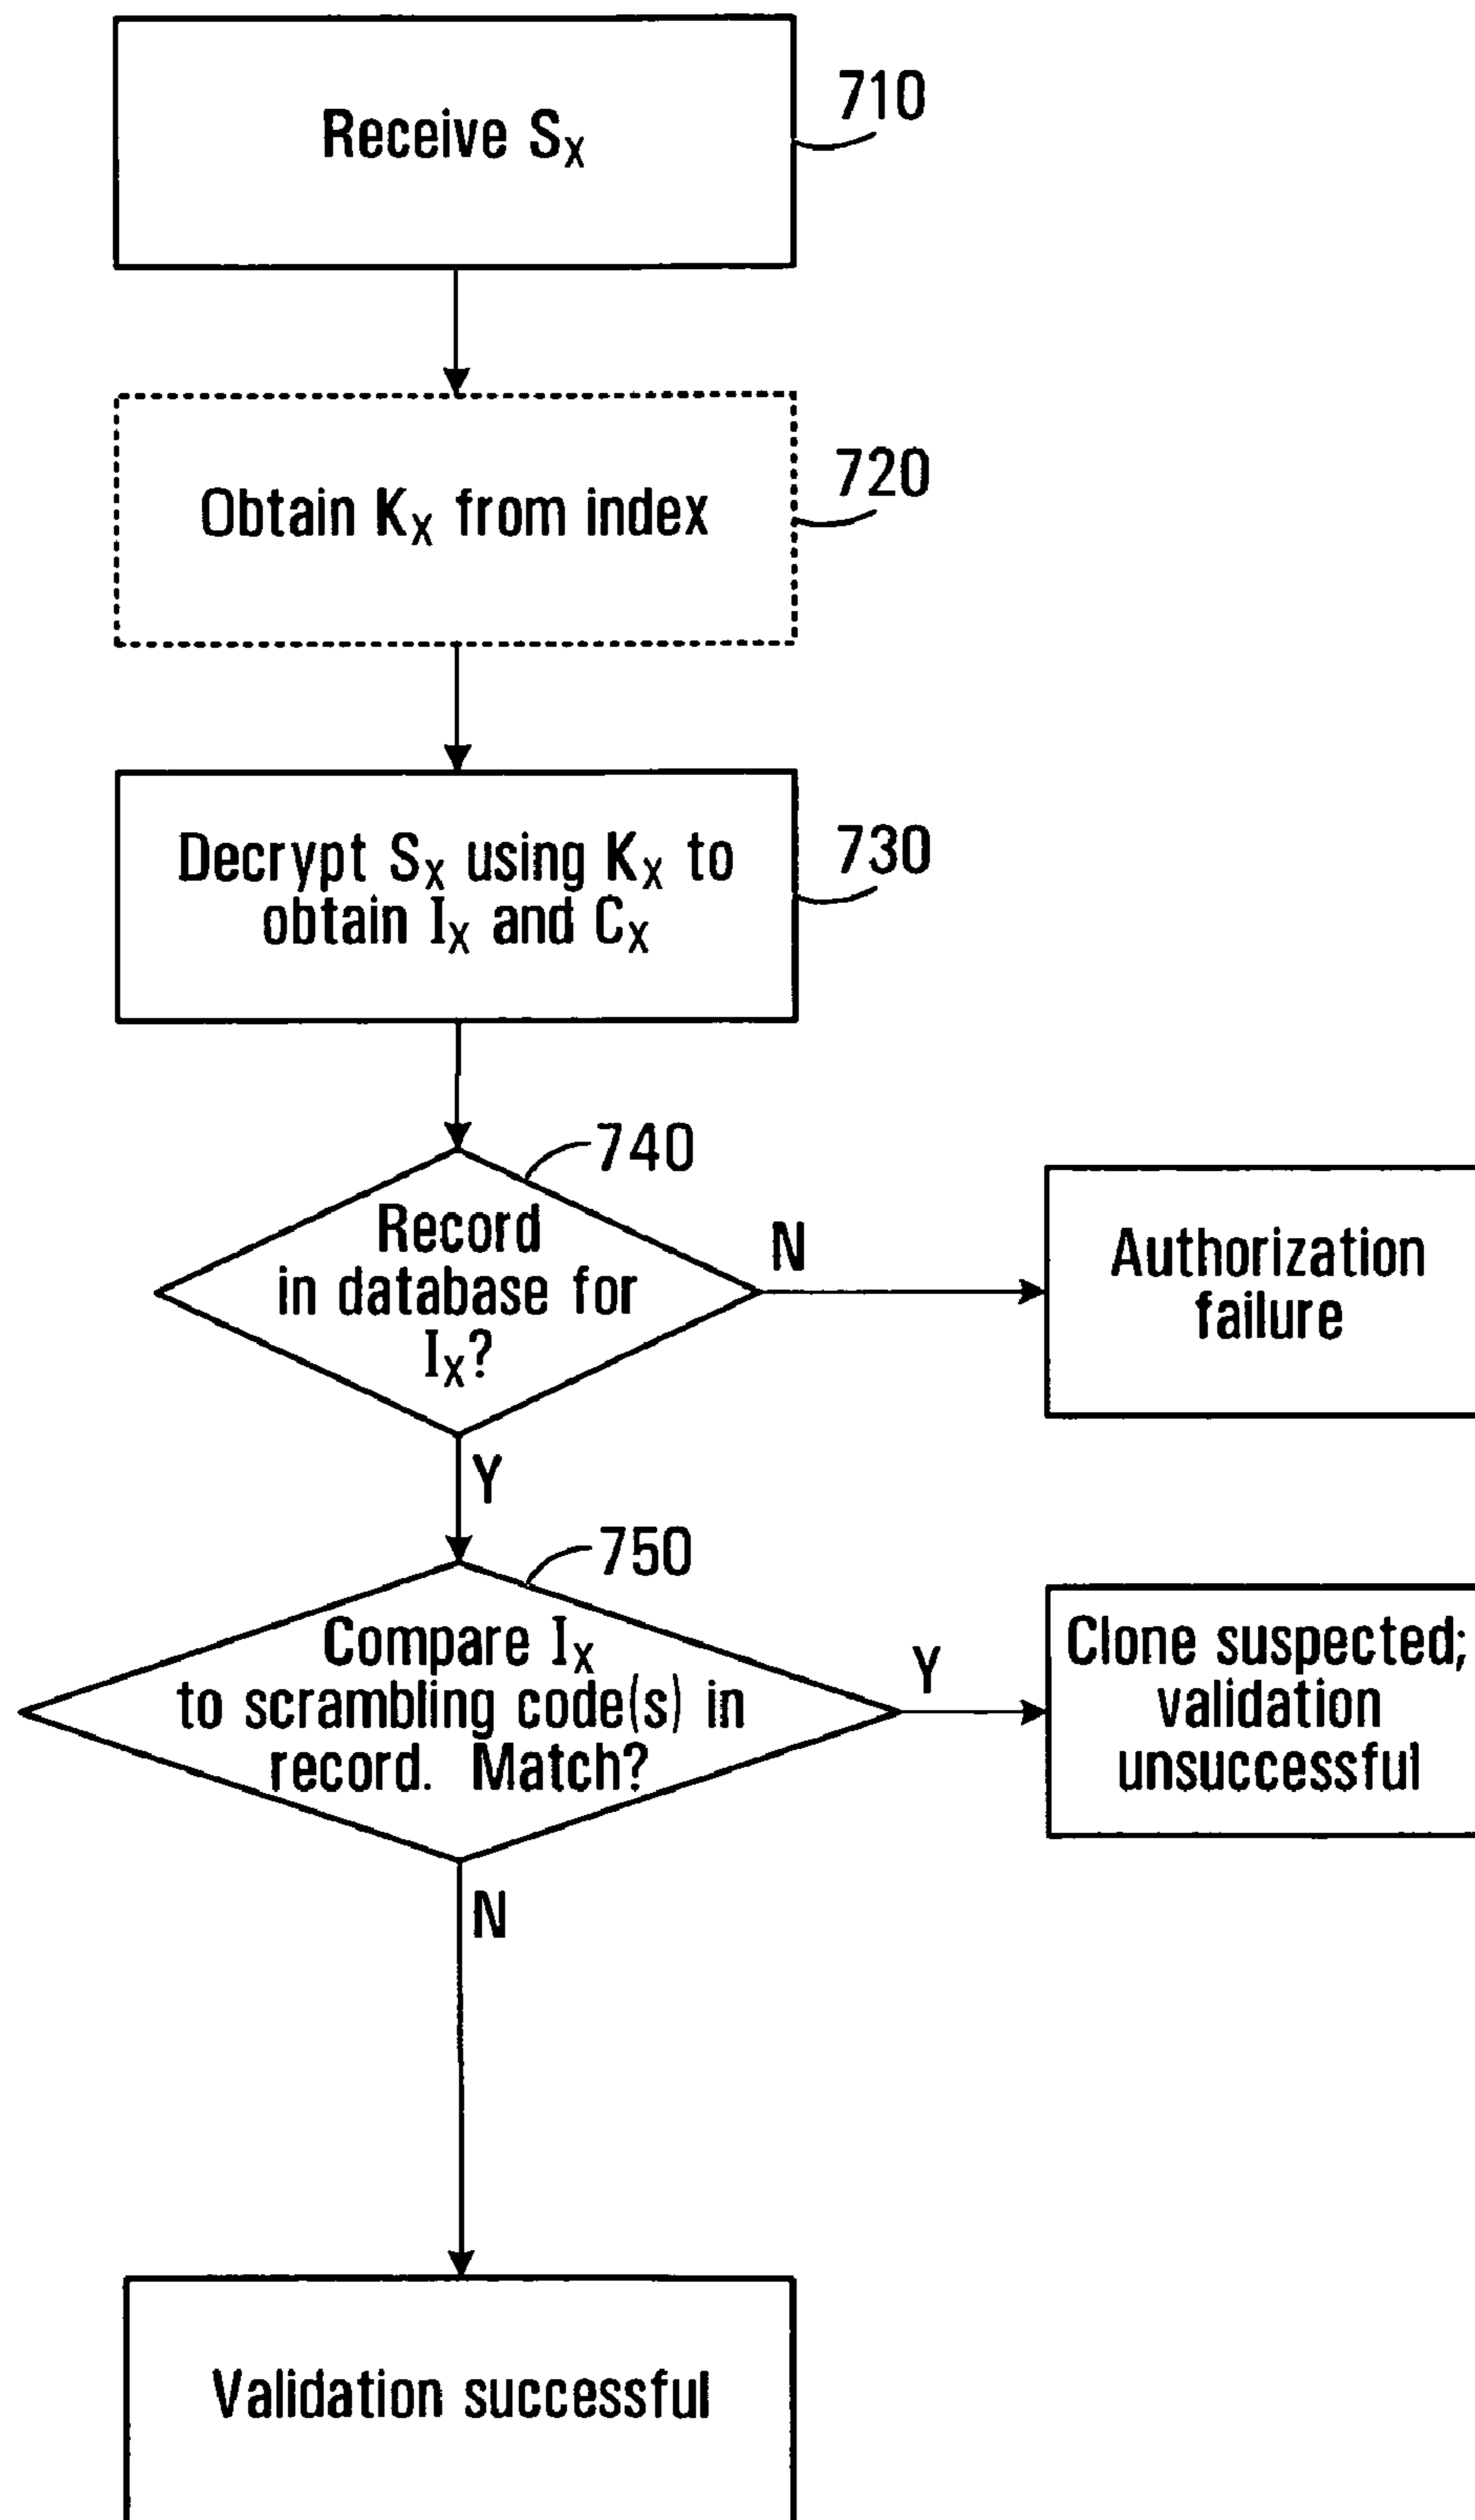 Receive Sx
710
Obtain Kx from index
720
Decrypt Sx using Kx to
obtain Ix and Cx
730
740
Record
in database for
Ix?
N
Authorization
failure
Y
750
Compare Ix
to scrambling code(s) in
record. Match?
Y
Clone suspected;
validation
unsuccessful
N
Validation successful